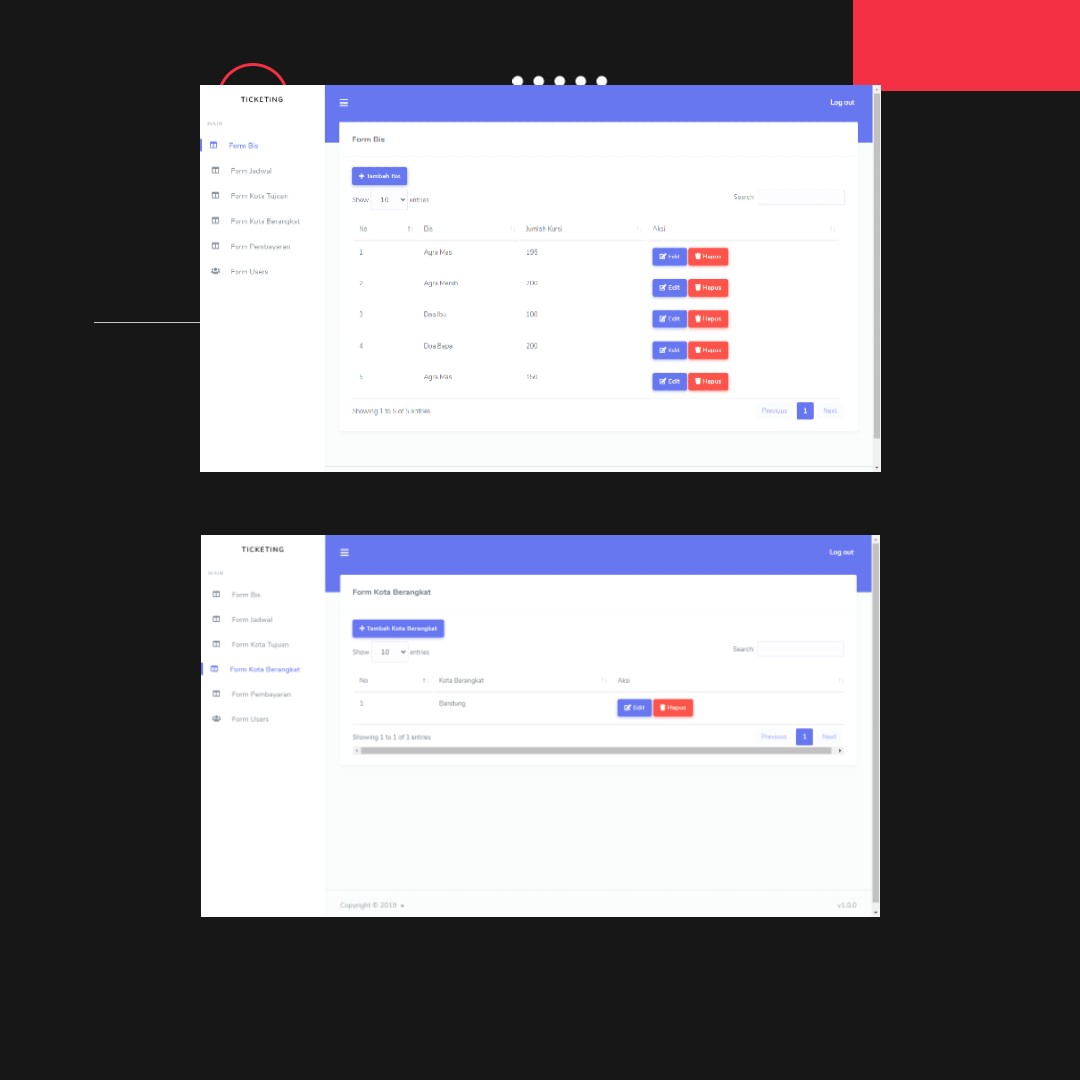 TICKETING
Log out
MAIN
Form Bis
Form Bis
Form Jadwal
Tambah Bis
Form Kota Tujuan
Show 10 entries
Search:
Form Kota Berangkat
No Bis Jumlah Kursi Aksi
Form Pembayaran
1 Agra Mas 195 Edit Hapus
Form Users
2 Agra 200 Edit Hapus
3 Doa Ibu 100 Edit Hapus
4 Doa Bapa 200 Edit Hapus
5 Agra Mas 150 Edit Hapus
Showing 1 to 5 of 5 entries
Previous 1 Next
TICKETING
Log out
MAIN
Form Kota Berangkat
Form Bis
Form Jadwal
Tambah Kota Berangkat
Form Kota Tujuan
Show 10 entries
Search:
Form Kota Berangkat
No Kota Berangkat Aksi
Form Pembayaran
1 Bandung Edit Hapus
Form Users
Showing 1 to 1 of 1 entries
Previous 1 Next
Copyright © 2019
v1.0.0